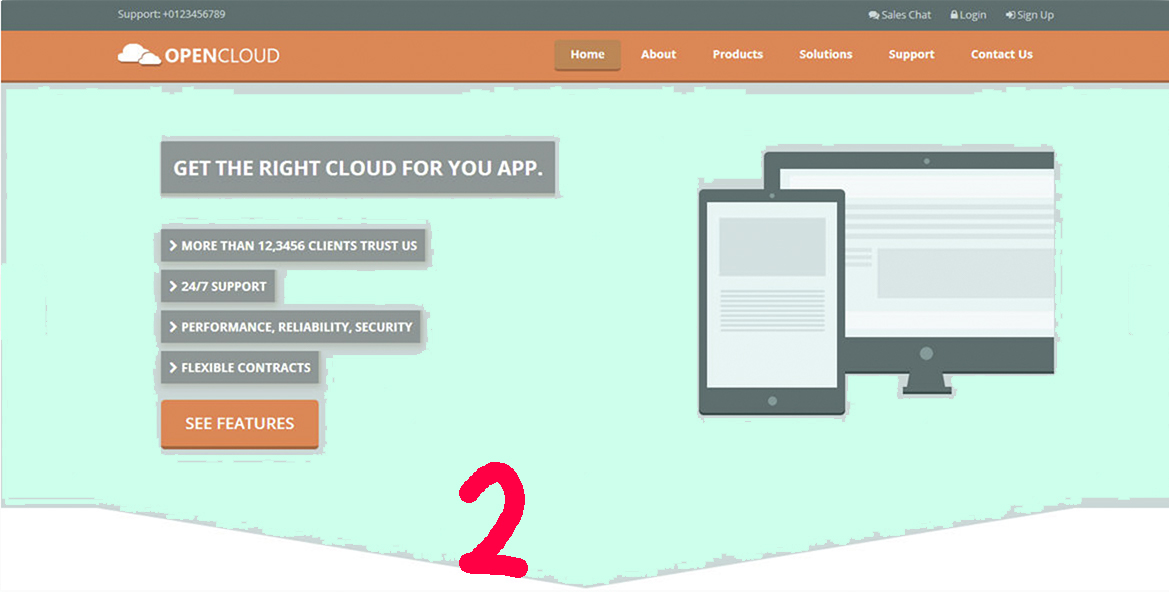 Support: +0123456789 Sales Chat Login Sign Up
OPENCLOUD Home About Products Solutions Support Contact Us
GET THE RIGHT CLOUD FOR YOU APP.
MORE THAN 12,3456 CLIENTS TRUST US
24/7 SUPPORT
PERFORMANCE, RELIABILITY, SECURITY
FLEXIBLE CONTRACTS
SEE FEATURES
2